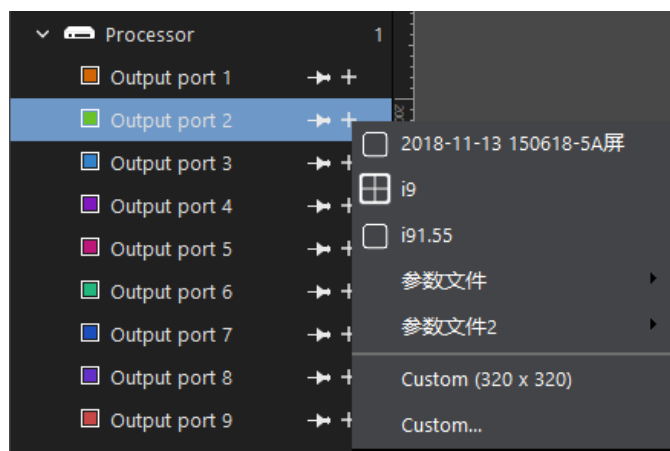 Processor 1
Output port 1
Output port 2
Output port 3
Output port 4
Output port 5
Output port 6
Output port 7
Output port 8
Output port 9
200
2018-11-13 150618-5A屏
i9
i91.55
参数文件
参数文件2
Custom (320 x 320)
Custom...